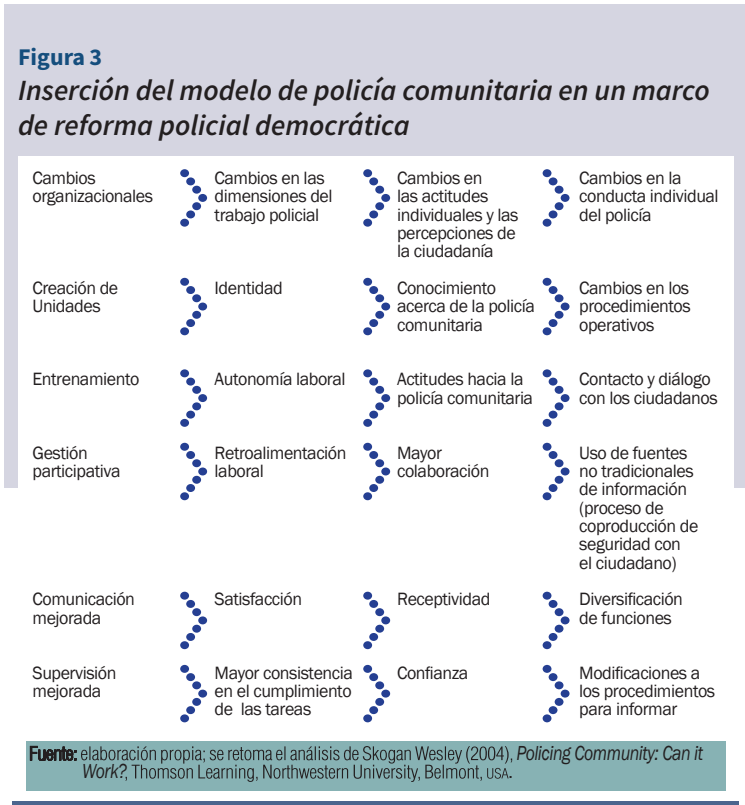 Figura 3
Inserción del modelo de policía comunitaria en un marco
de reforma policial democrática
Cambios
organizacionales
Cambios en las
dimensiones del
trabajo policial
Cambios en
las actitudes
individuales y las
percepciones de
la ciudadanía
Cambios en la
conducta individual
del policía
Creación de
Unidades
Identidad
Conocimiento
acerca de la policía
comunitaria
Cambios en los
procedimientos
operativos
Entrenamiento
Autonomía laboral
Actitudes hacia la
policía comunitaria
Contacto y diálogo
con los ciudadanos
Gestión
participativa
Retroalimentación
laboral
Mayor
colaboración
Uso de fuentes
no tradicionales
de información
(proceso de
coproducción de
seguridad con
el ciudadano)
Comunicación
mejorada
Satisfacción
Receptividad
Diversificación
de funciones
Supervisión
mejorada
Mayor consistencia
en el cumplimiento
de las tareas
Confianza
Modificaciones a
los procedimientos
para informar
Fuente: elaboración propia; se retoma el análisis de Skogan Wesley (2004), Policing Community: Can it
Work?, Thomson Learning, Northwestern University, Belmont, USA.